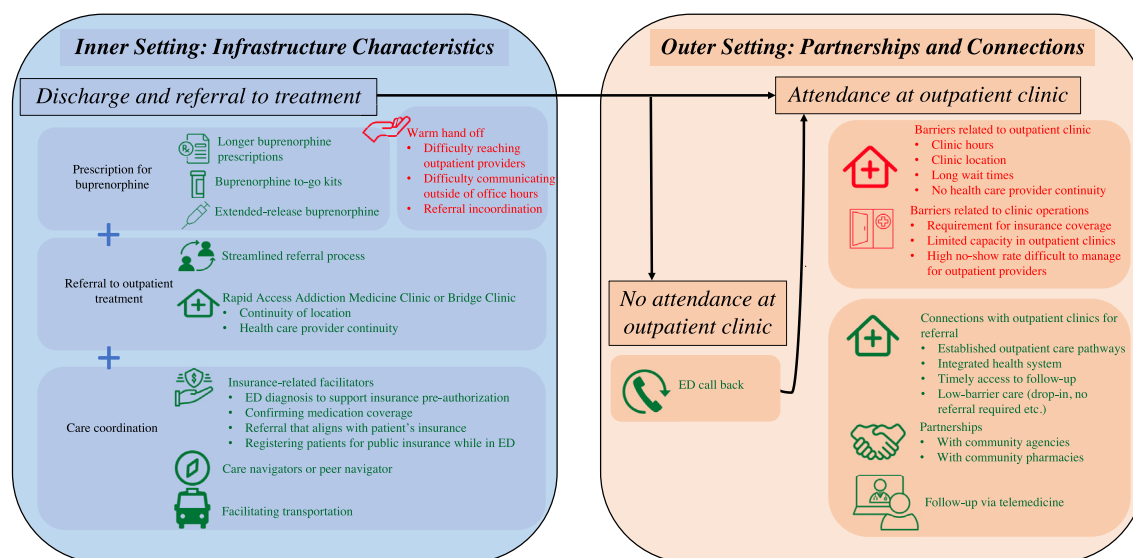 Inner Setting: Infrastructure Characteristics
Discharge and referral to treatment
Prescription for
buprenorphine
Rx
Longer buprenorphine
prescriptions
Buprenorphine to-go kits
Extended-release buprenorphine
Warm hand off
• Difficulty reaching
outpatient providers
• Difficulty communicating
outside of office hours
• Referral incoordination
+
Referral to outpatient
treatment
Streamlined referral process
Rapid Access Addiction Medicine Clinic or Bridge Clinic
• Continuity of location
• Health care provider continuity
+
Care coordination
$
Insurance-related facilitators
• ED diagnosis to support insurance pre-authorization
• Confirming medication coverage
• Referral that aligns with patient's insurance
• Registering patients for public insurance while in ED
Care navigators or peer navigator
Facilitating transportation
Outer Setting: Partnerships and Connections
Attendance at outpatient clinic
Barriers related to outpatient clinic
• Clinic hours
• Clinic location
• Long wait times
• No health care provider continuity
Barriers related to clinic operations
• Requirement for insurance coverage
• Limited capacity in outpatient clinics
• High no-show rate difficult to manage
for outpatient providers
No attendance at
outpatient clinic
ED call back
Connections with outpatient clinics for
referral
• Established outpatient care pathways
• Integrated health system
• Timely access to follow-up
• Low-barrier care (drop-in, no
referral required etc.)
Partnerships
• With community agencies
• With community pharmacies
Follow-up via telemedicine